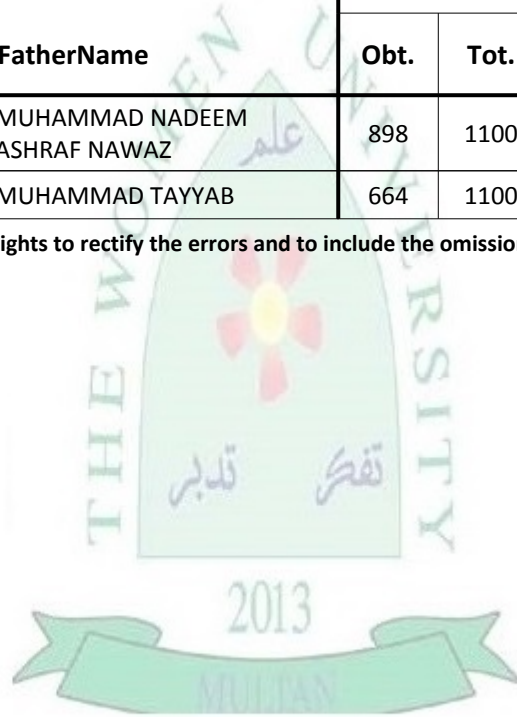 FatherName Obt. Tot.
MUHAMMAD NADEEM
ASHRAF NAWAZ 898 1100
MUHAMMAD TAYYAB 664 1100
ights to rectify the errors and to include the omission
THE WOMEN UNIVERSITY
علم
تدبر تفکر
2013
MULTAN